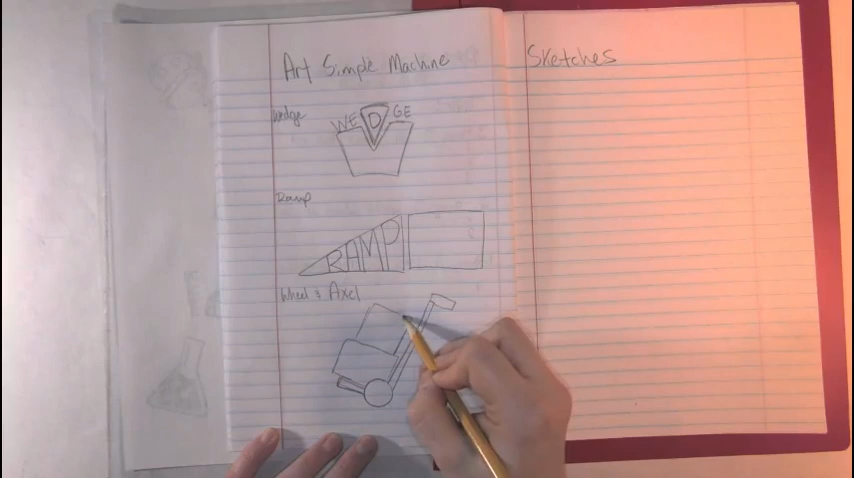 Art Simple Machine
Sketches
Wedge
WEDGE
Ramp
RAMP
Wheel & Axel